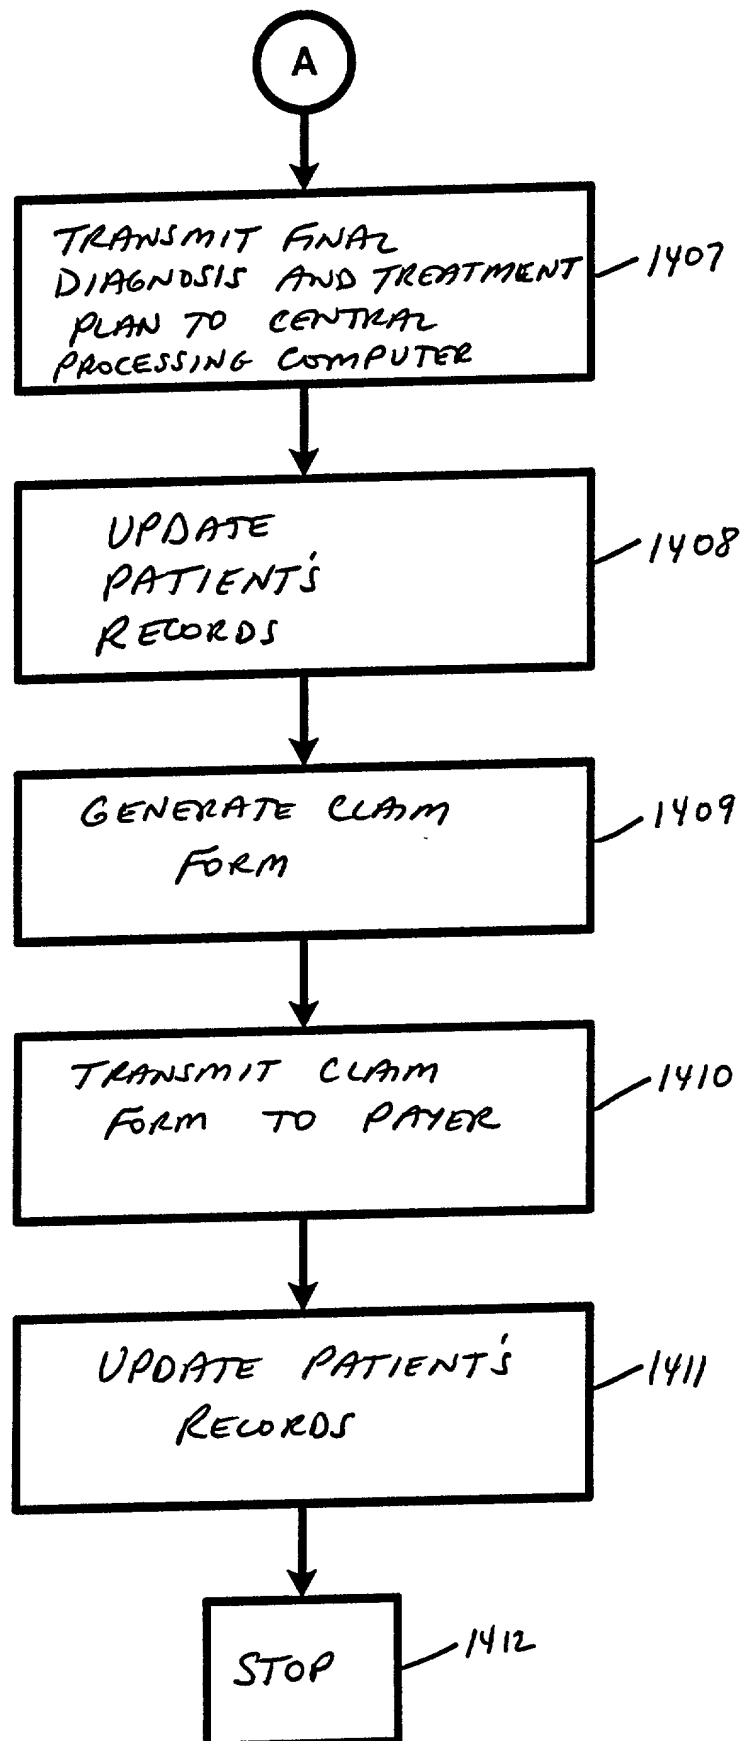 A
TRANSMIT FINAL
DIAGNOSIS AND TREATMENT
PLAN TO CENTRAL
PROCESSING COMPUTER
1407
UPDATE
PATIENT'S
RECORDS
1408
GENERATE CLAIM
FORM
1409
TRANSMIT CLAIM
FORM TO PAYER
1410
UPDATE PATIENT'S
RECORDS
1411
STOP
1412